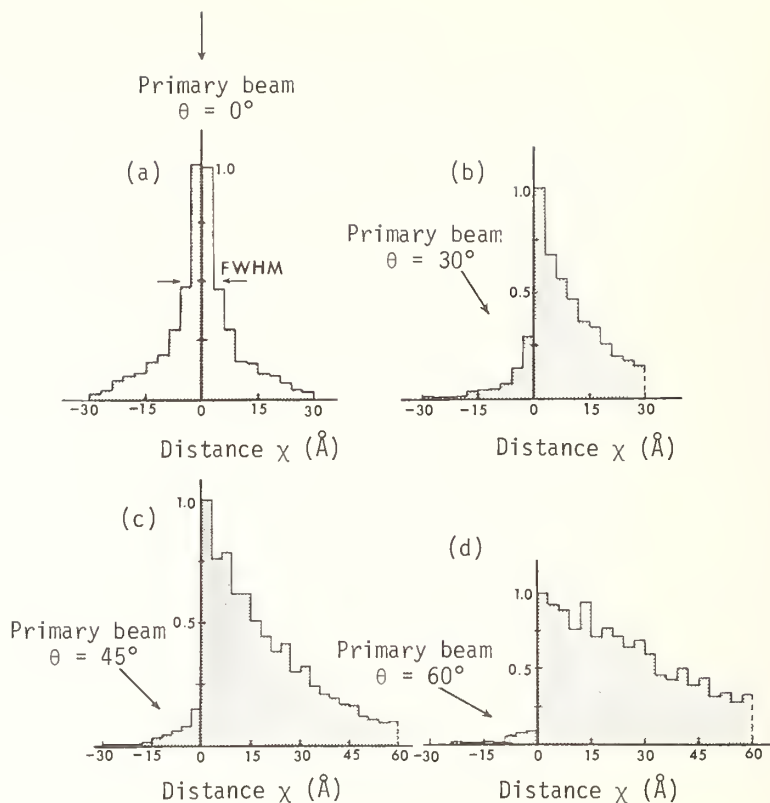 Primary beam
θ = 0°
(a)
1.0
FWHM
-30 -15 0 15 30
Distance χ (Å)
(b)
1.0
Primary beam
θ = 30°
0.5
-30 -15 0 15 30
Distance χ (Å)
(c)
1.0
0.5
Primary beam
θ = 45°
-30 -15 0 15 30 45 60
Distance χ (Å)
(d)
1.0
Primary beam
θ = 60°
0.5
-30 -15 0 15 30 45 60
Distance χ (Å)